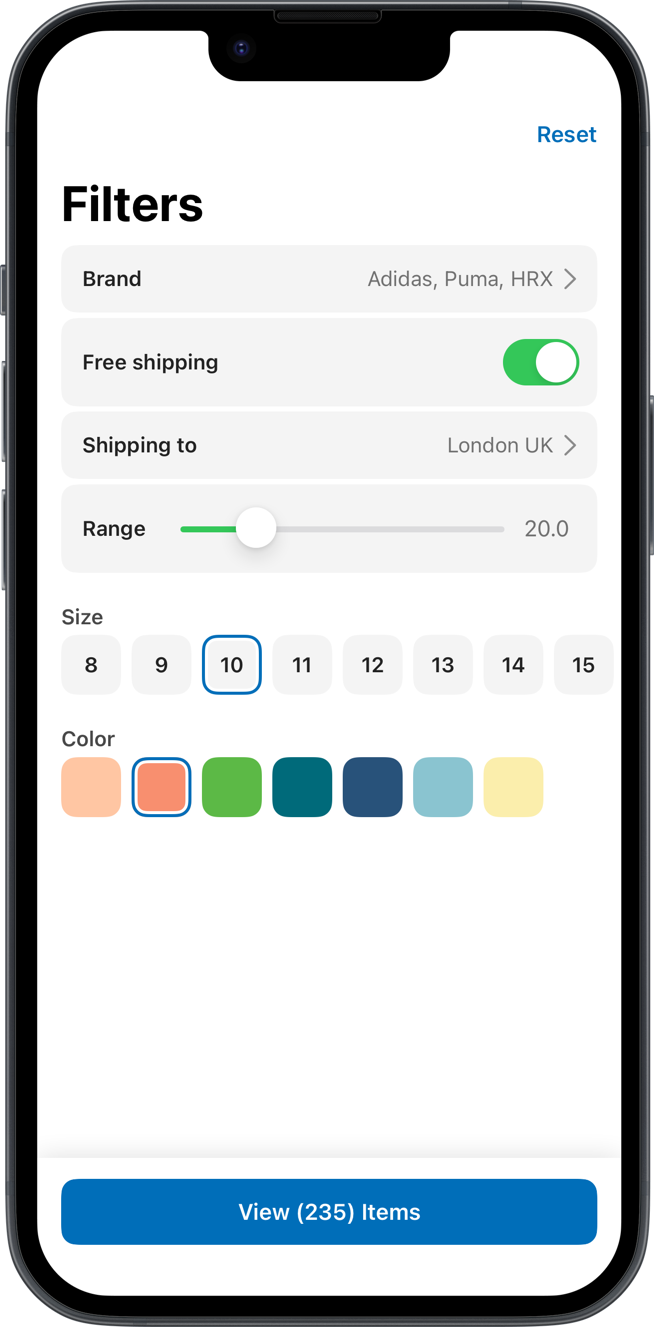 Reset
Filters
Brand Adidas, Puma, HRX
Free shipping
Shipping to London UK
Range 20.0
Size
8 9 10 11 12 13 14 15
Color
View (235) Items